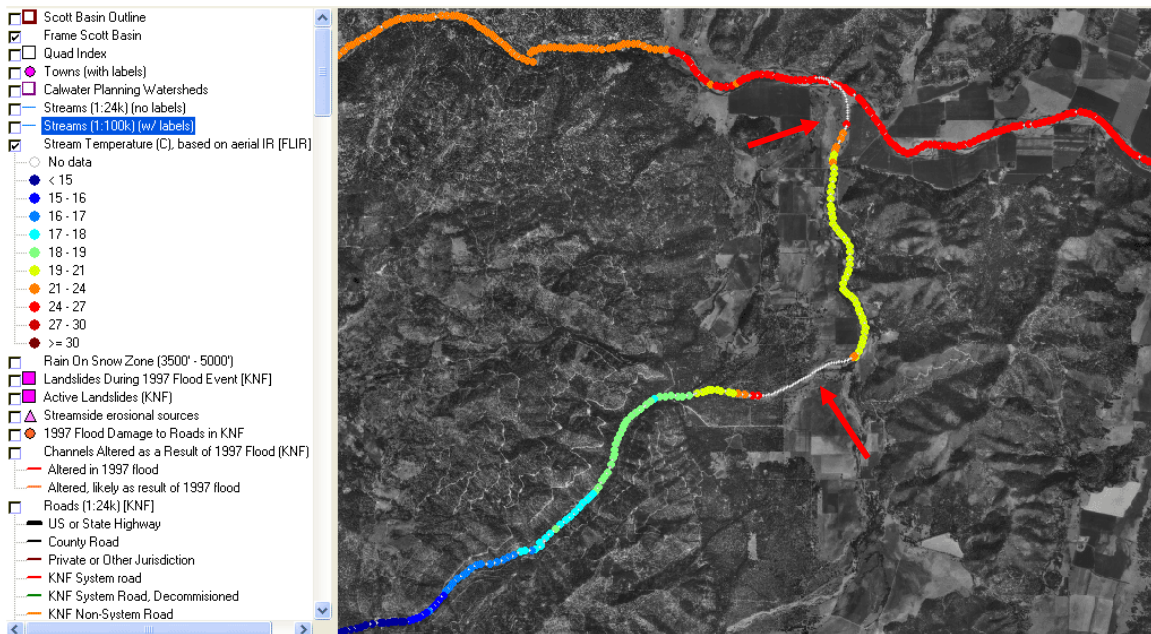 Scott Basin Outline
Frame Scott Basin
Quad Index
Towns (with labels)
Calwater Planning Watersheds
Streams (1:24k) (no labels)
Streams (1:100k) (w/ labels)
Stream Temperature (C), based on aerial IR [FLIR]
No data
< 15
15 - 16
16 - 17
17 - 18
18 - 19
19 - 21
21 - 24
24 - 27
27 - 30
>= 30
Rain On Snow Zone (3500' - 5000')
Landslides During 1997 Flood Event [KNF]
Active Landslides (KNF)
Streamside erosional sources
1997 Flood Damage to Roads in KNF
Channels Altered as a Result of 1997 Flood (KNF)
Altered in 1997 flood
Altered, likely as result of 1997 flood
Roads (1:24k) [KNF]
US or State Highway
County Road
Private or Other Jurisdiction
KNF System road
KNF System Road, Decommisioned
KNF Non-System Road